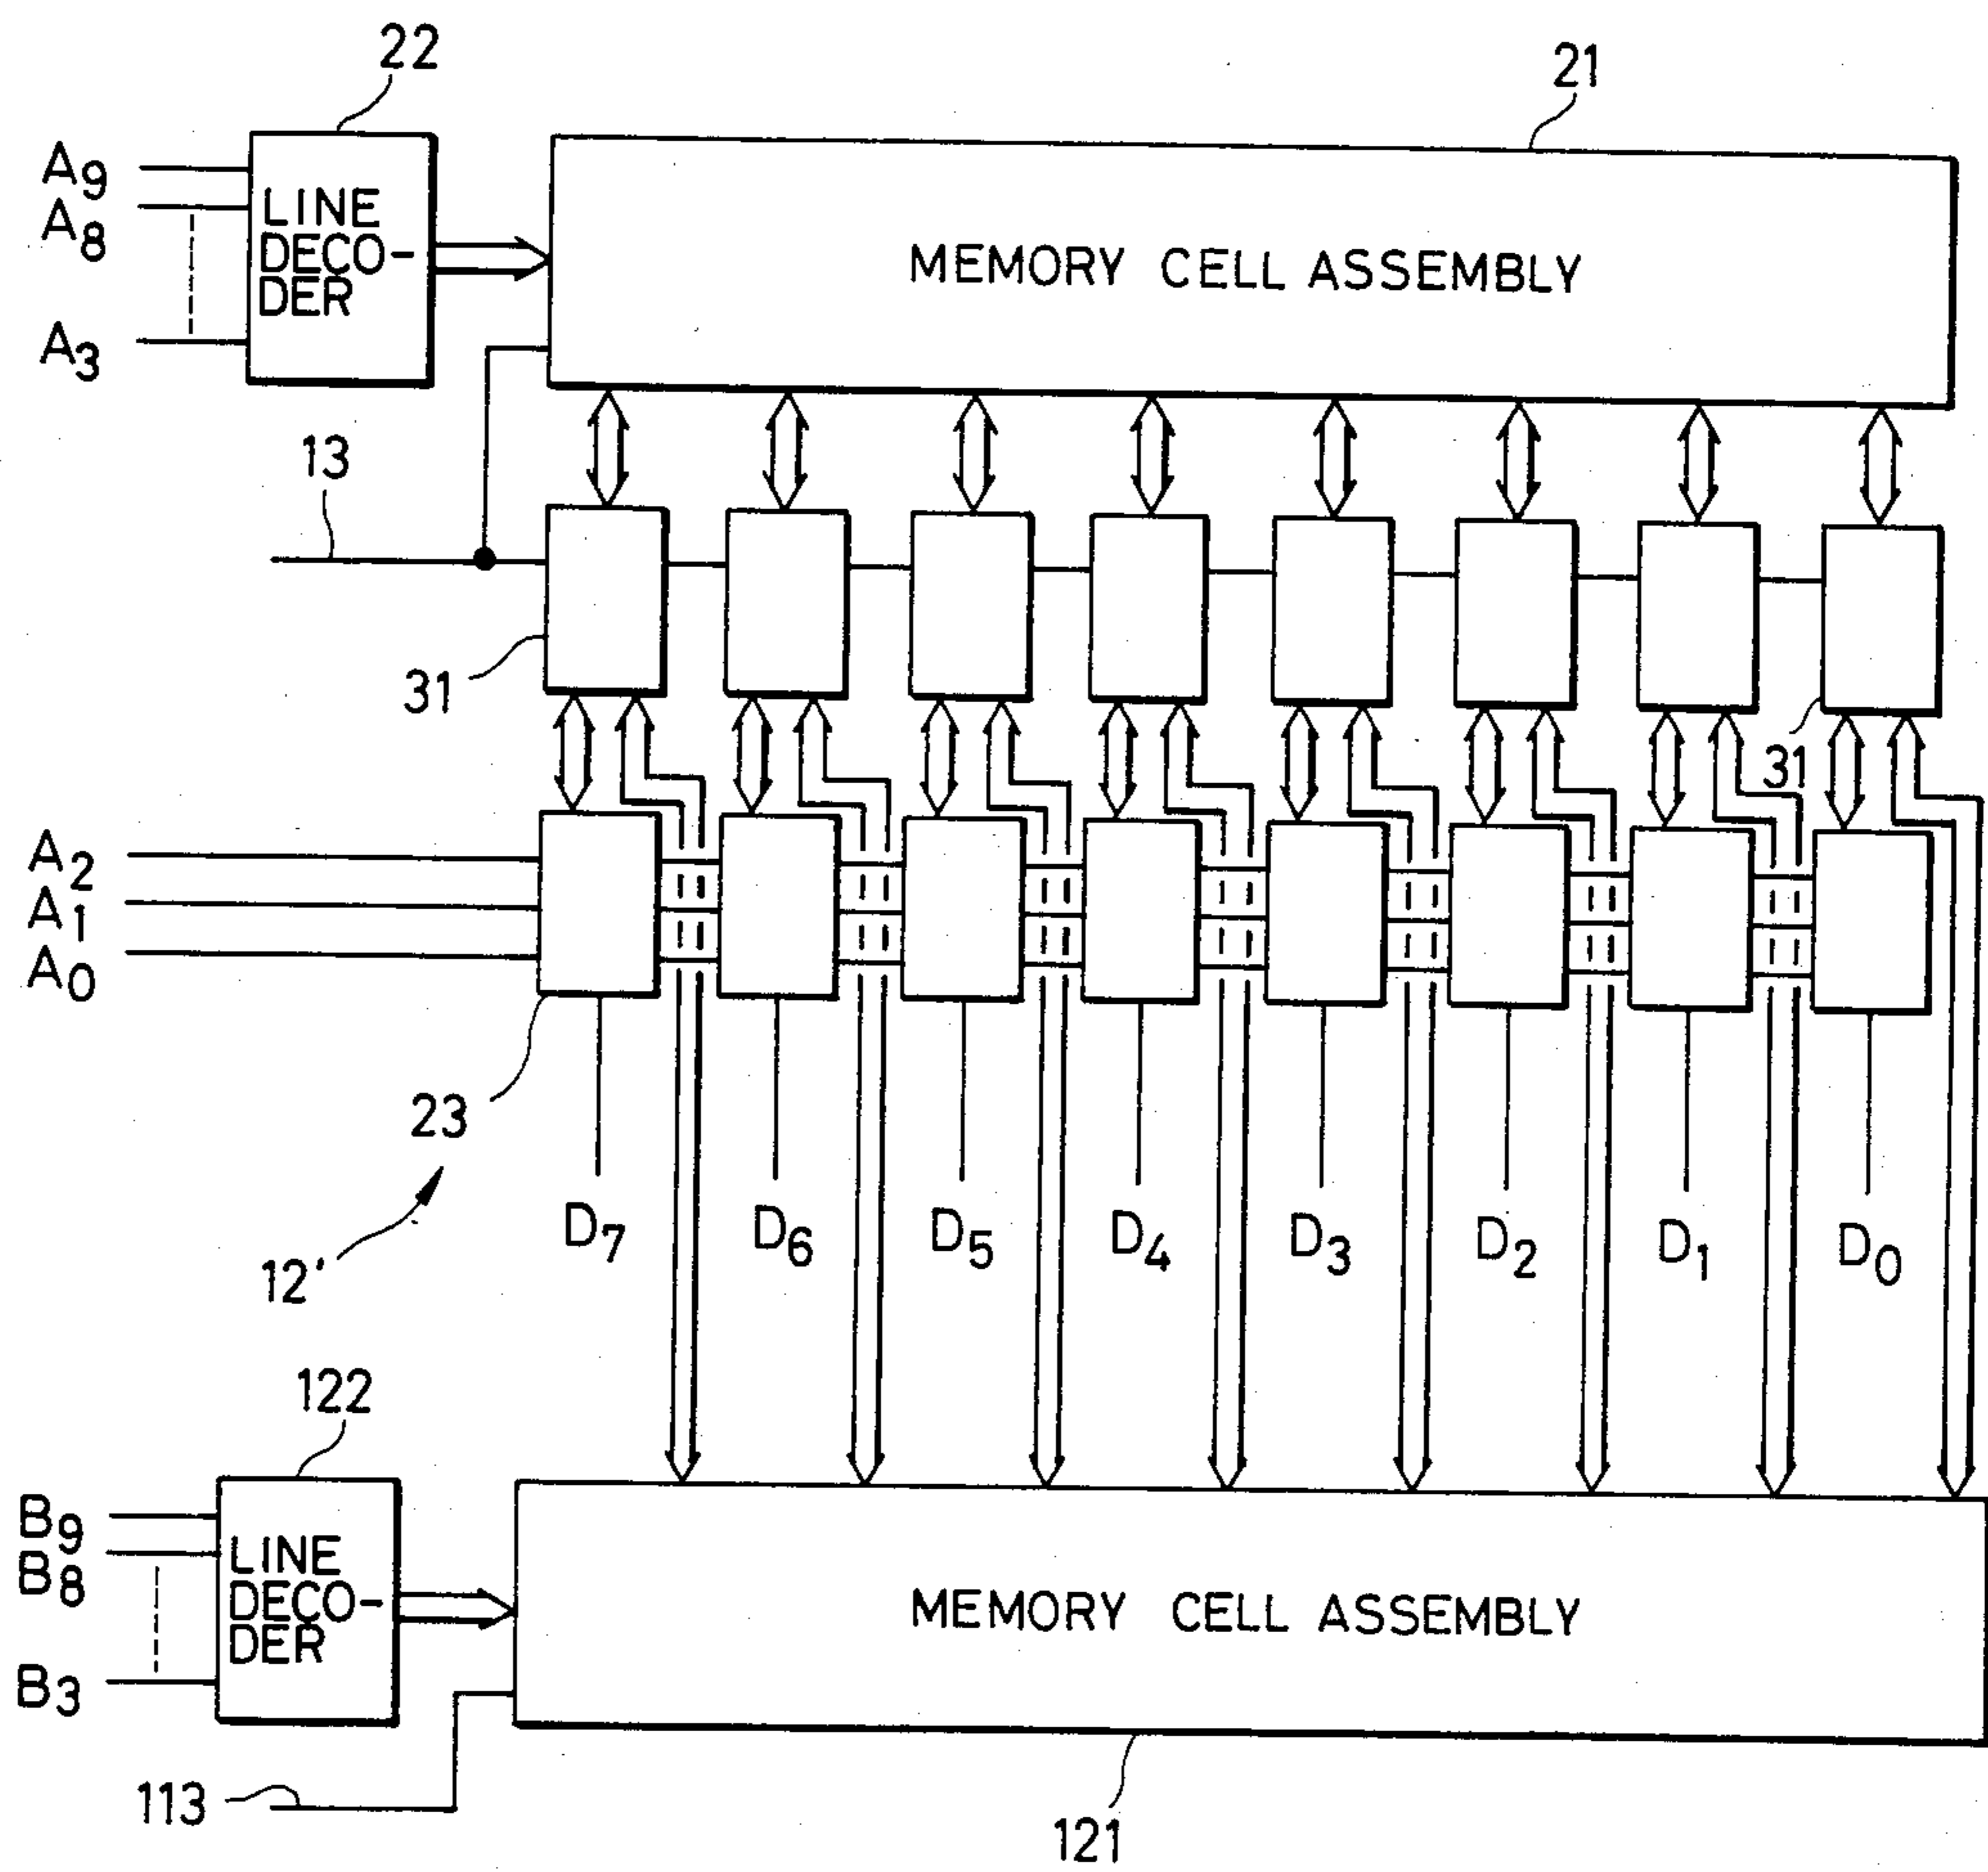 22
21
A9
A8
A3
LINE
DECO-
DER
MEMORY CELL ASSEMBLY
13
31
31
A2
A1
A0
23
12'
D7 D6 D5 D4 D3 D2 D1 D0
122
B9
B8
B3
LINE
DECO-
DER
MEMORY CELL ASSEMBLY
113
121